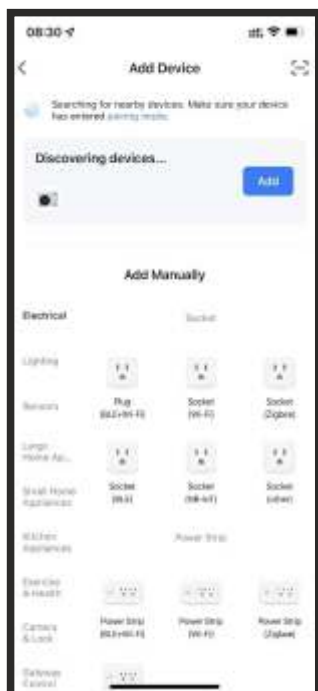 08:30
Add Device
Searching for nearby devices. Make sure your device
has entered pairing mode.
Discovering devices...
Add
Add Manually
Electrical
Socket
Lighting
Sensors
Large
Home Ap...
Small Home
Appliances
Kitchen
Appliances
Exercise
& Health
Camera
& Lock
Gateway
Control
Plug
(BLE+Wi-Fi)
Socket
(Wi-Fi)
Socket
(Zigbee)
Socket
(BLE)
Socket
(NB-IoT)
Socket
(other)
Power Strip
Power Strip
(BLE+Wi-Fi)
Power Strip
(Wi-Fi)
Power Strip
(Zigbee)